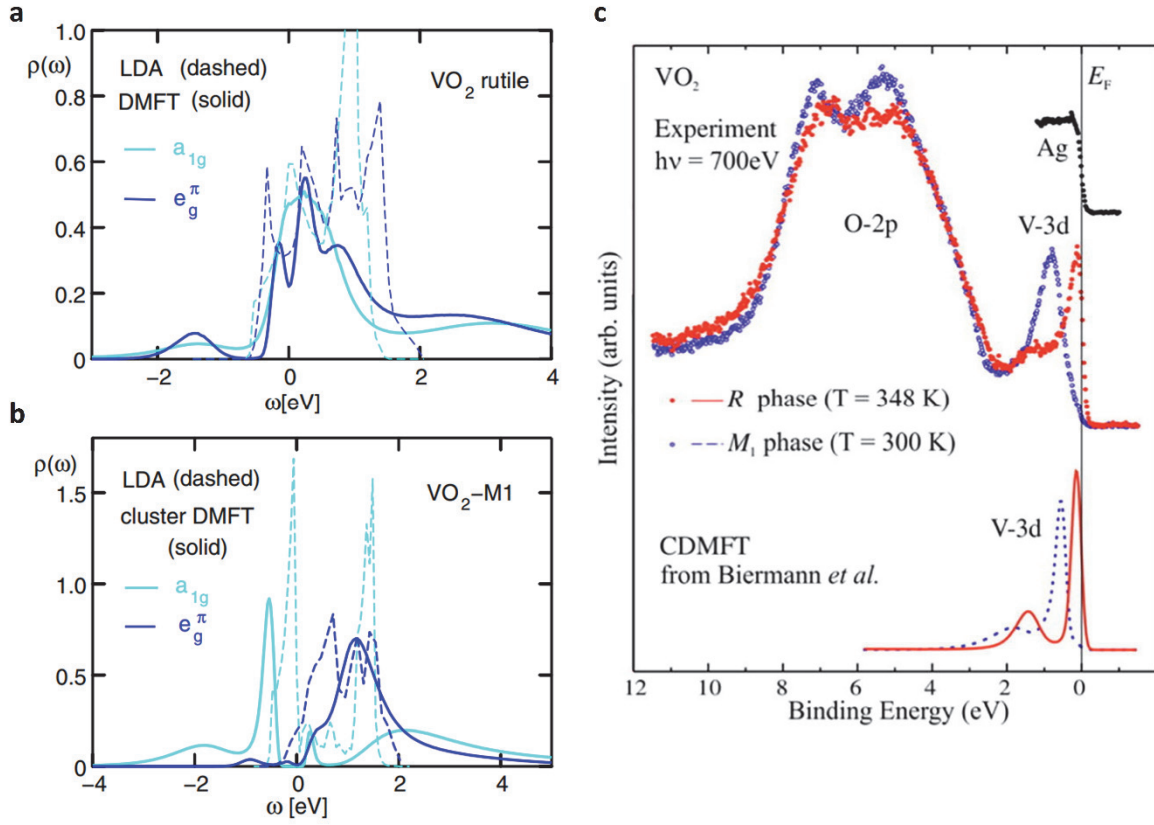 a
ρ(ω)
LDA (dashed)
DMFT (solid)
a1g
egπ
VO2 rutile
1.0
0.8
0.6
0.4
0.2
0
−2 0 2 4
ω[eV]
b
ρ(ω)
LDA (dashed)
cluster DMFT
(solid)
a1g
egπ
VO2−M1
1.5
1.0
0.5
0
−4 −2 0 2 4
ω [eV]
c
VO2
Experiment
hν = 700eV
EF
Ag
O-2p
V-3d
R phase (T = 348 K)
M1 phase (T = 300 K)
V-3d
CDMFT
from Biermann et al.
Intensity (arb. units)
12 10 8 6 4 2 0
Binding Energy (eV)